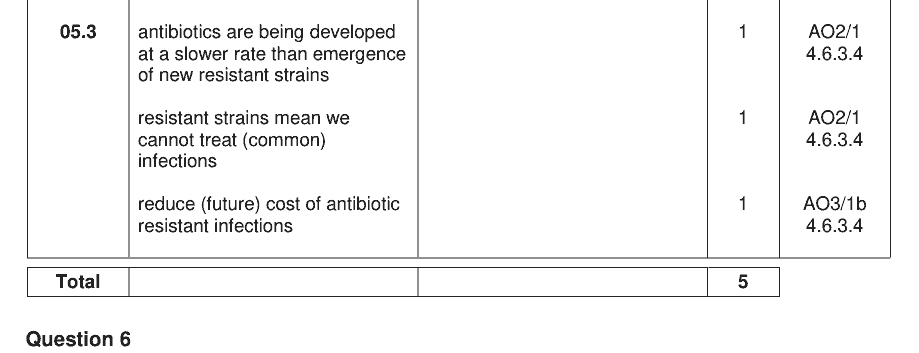 05.3 antibiotics are being developed 1 AO2/1
at a slower rate than emergence 4.6.3.4
of new resistant strains
resistant strains mean we 1 AO2/1
cannot treat (common) 4.6.3.4
infections
reduce (future) cost of antibiotic 1 AO3/1b
resistant infections 4.6.3.4
Total 5
Question 6